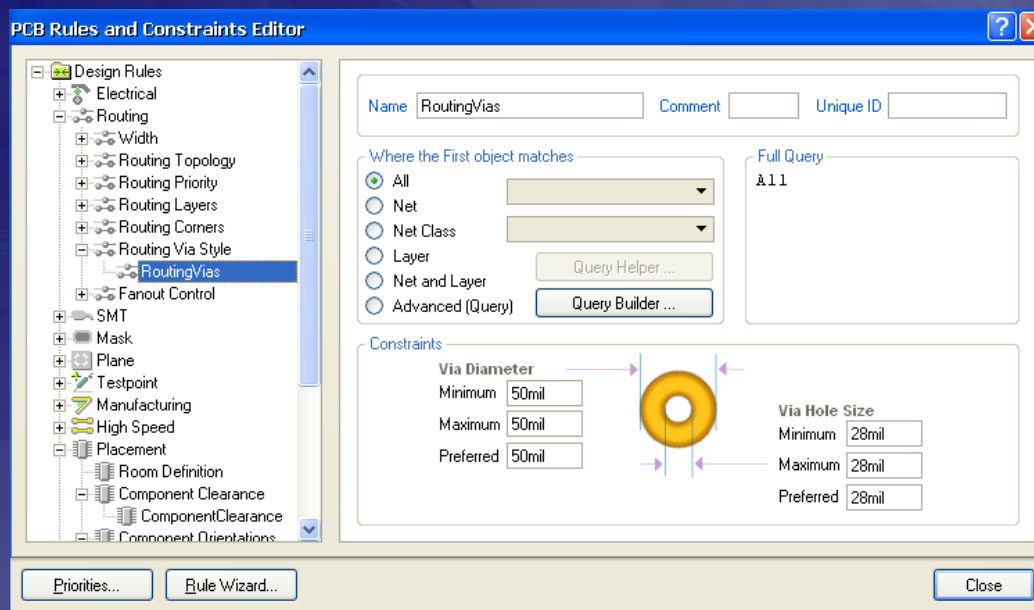 PCB Rules and Constraints Editor
Design Rules
Electrical
Routing
Width
Routing Topology
Routing Priority
Routing Layers
Routing Corners
Routing Via Style
RoutingVias
Fanout Control
SMT
Mask
Plane
Testpoint
Manufacturing
High Speed
Placement
Room Definition
Component Clearance
ComponentClearance
Component Orientations
Name RoutingVias Comment Unique ID
Where the First object matches
All
Net
Net Class
Layer
Net and Layer
Advanced (Query)
Query Helper ...
Query Builder ...
Full Query
All
Constraints
Via Diameter
Minimum 50mil
Maximum 50mil
Preferred 50mil
Via Hole Size
Minimum 28mil
Maximum 28mil
Preferred 28mil
Priorities... Rule Wizard... Close